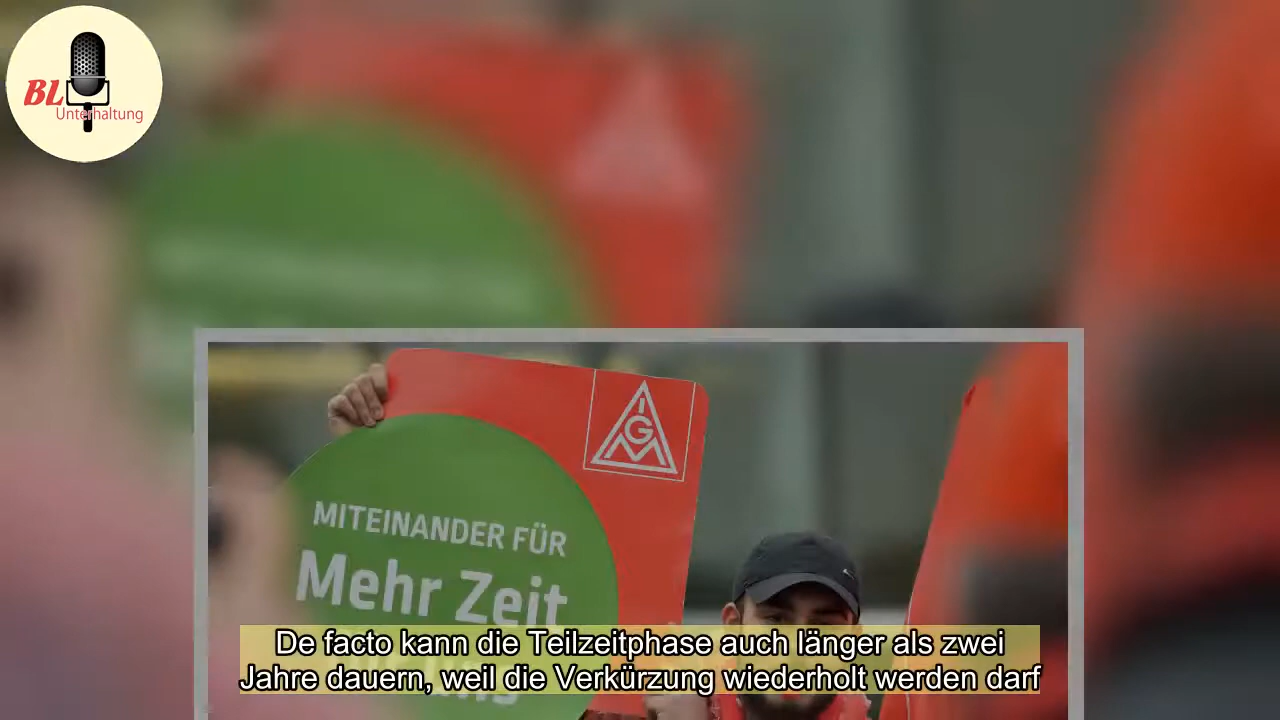 BL
Unterhaltung
IGM
MITEINANDER FÜR
Mehr Zeit
De facto kann die Teilzeitphase auch länger als zwei
Jahre dauern, weil die Verkürzung wiederholt werden darf